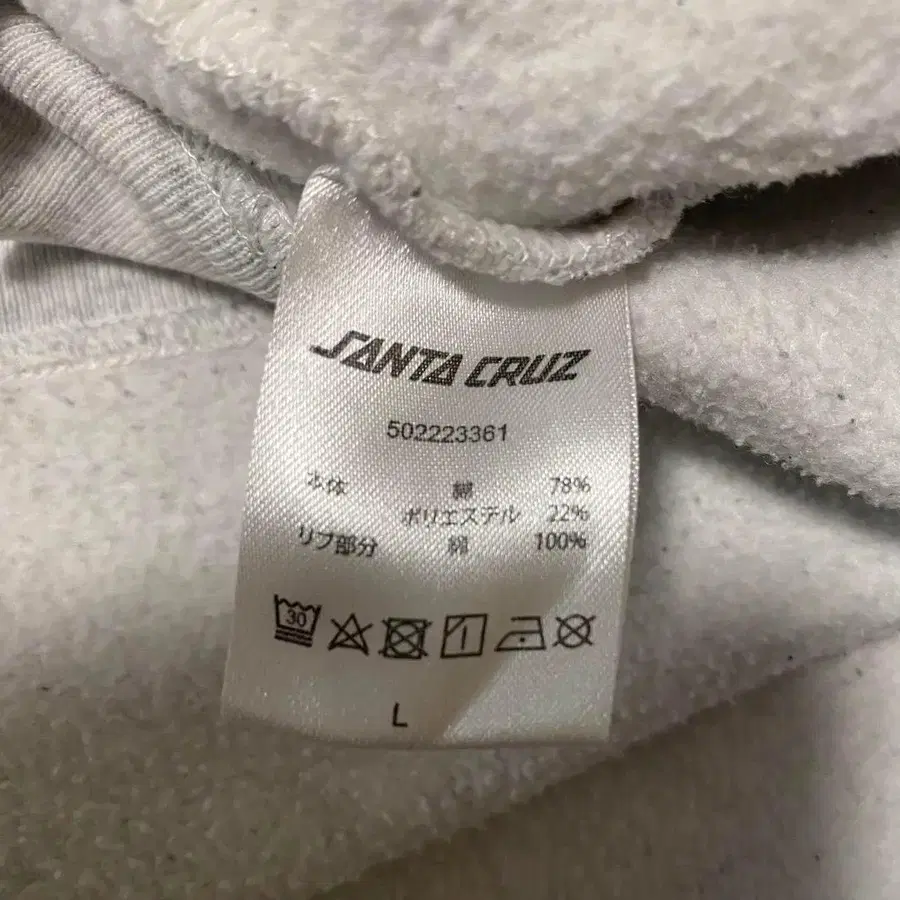 SANTA CRUZ
502223361
本体 綿 78%
ポリエステル 22%
リブ部分 綿 100%
30
L